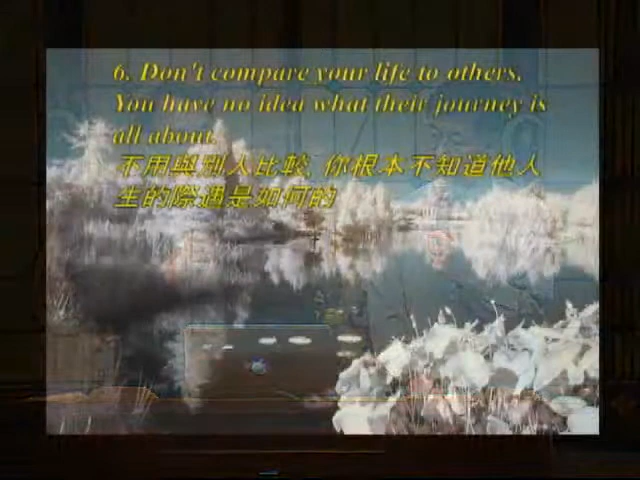 6. Don't compare your life to others.
You have no idea what their journey is
all about.
不用與別人比較, 你根本不知道他人
生的際遇是如何的